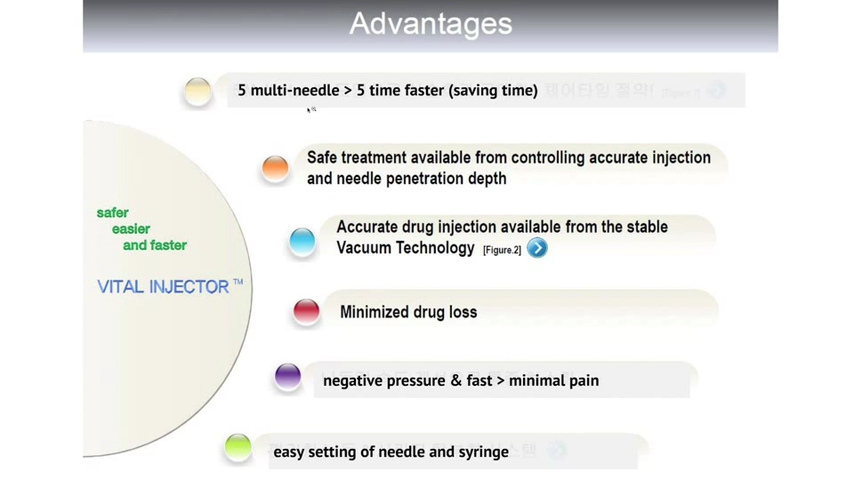 Advantages
5 multi-needle > 5 time faster (saving time)
Safe treatment available from controlling accurate injection
and needle penetration depth
safer
easier
and faster
VITAL INJECTOR™
Accurate drug injection available from the stable
Vacuum Technology [Figure.2]
Minimized drug loss
negative pressure & fast > minimal pain
easy setting of needle and syringe